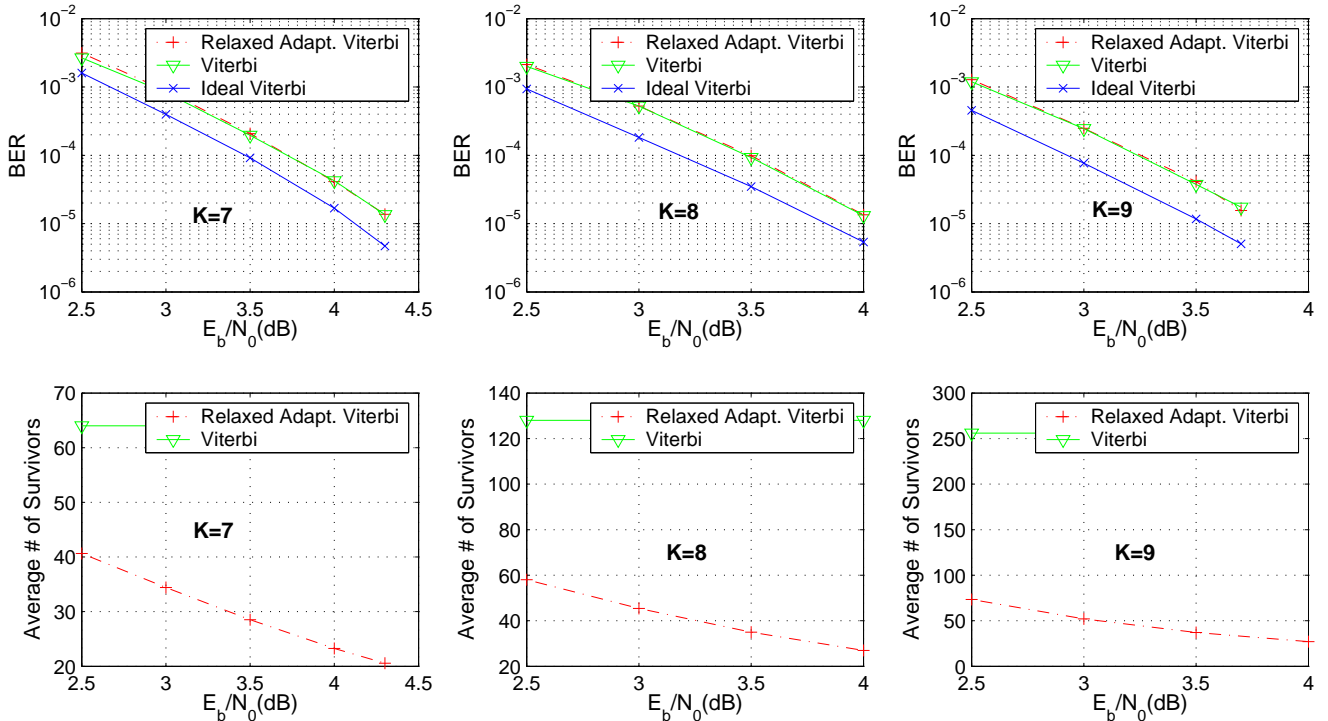 10^−2
10^−3
10^−4
10^−5
10^−6
BER
Relaxed Adapt. Viterbi
Viterbi
Ideal Viterbi
K=7
2.5 3 3.5 4 4.5
E_b/N_0(dB)
10^−2
10^−3
10^−4
10^−5
10^−6
BER
Relaxed Adapt. Viterbi
Viterbi
Ideal Viterbi
K=8
2.5 3 3.5 4
E_b/N_0(dB)
10^−2
10^−3
10^−4
10^−5
10^−6
BER
Relaxed Adapt. Viterbi
Viterbi
Ideal Viterbi
K=9
2.5 3 3.5 4
E_b/N_0(dB)
70
60
50
40
30
20
Average # of Survivors
Relaxed Adapt. Viterbi
Viterbi
K=7
2.5 3 3.5 4 4.5
E_b/N_0(dB)
140
120
100
80
60
40
20
Average # of Survivors
Relaxed Adapt. Viterbi
Viterbi
K=8
2.5 3 3.5 4
E_b/N_0(dB)
300
250
200
150
100
50
0
Average # of Survivors
Relaxed Adapt. Viterbi
Viterbi
K=9
2.5 3 3.5 4
E_b/N_0(dB)